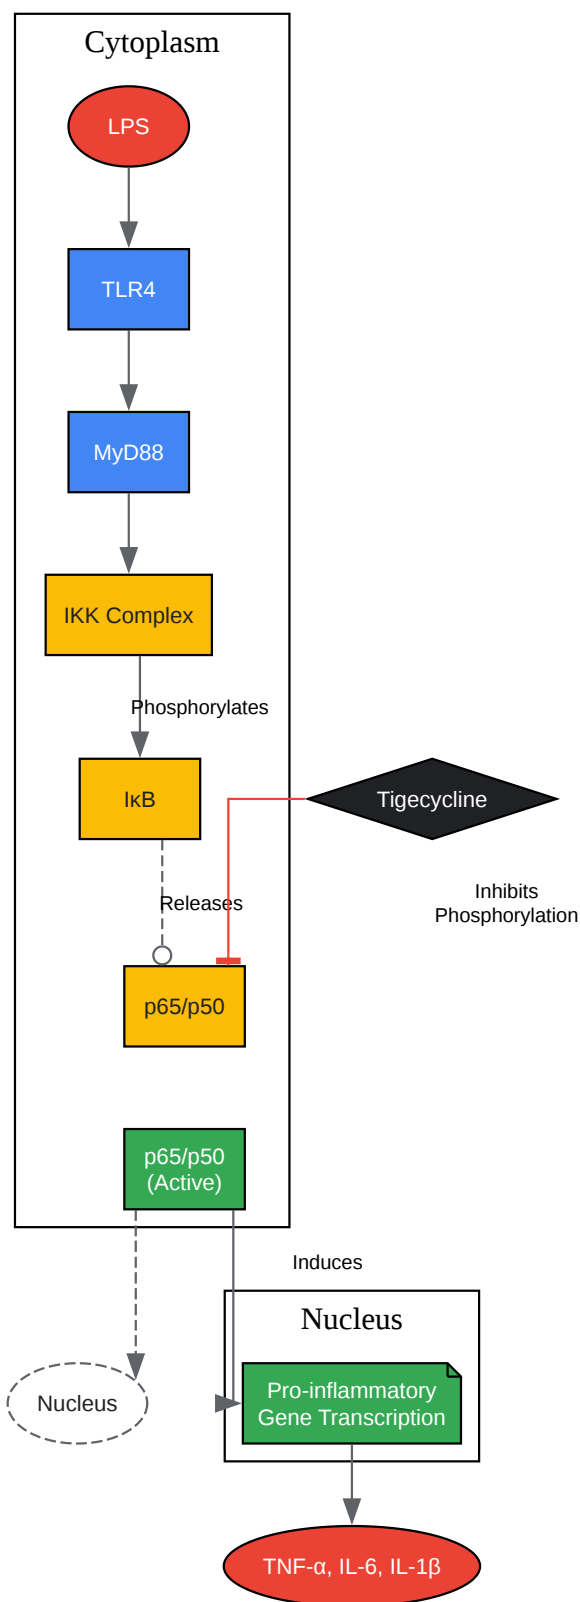 Cytoplasm
LPS
TLR4
MyD88
IKK Complex
Phosphorylates
IκB
Tigecycline
Inhibits
Phosphorylation
Releases
p65/p50
p65/p50
(Active)
Induces
Nucleus
Nucleus
Pro-inflammatory
Gene Transcription
TNF-α, IL-6, IL-1β